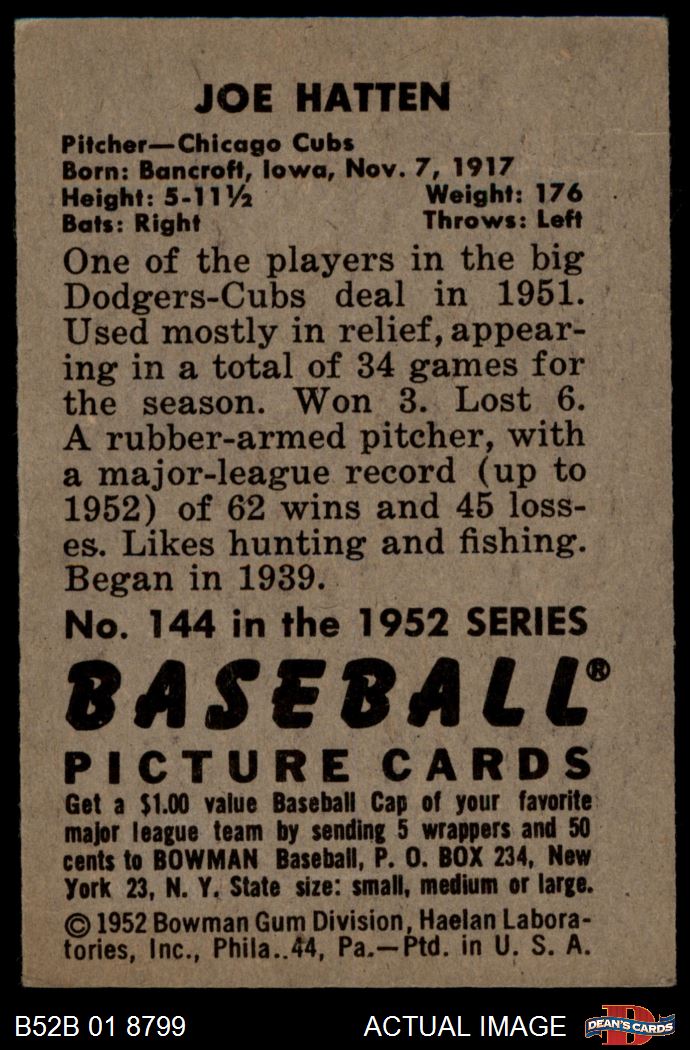 JOE HATTEN
Pitcher—Chicago Cubs
Born: Bancroft, Iowa, Nov. 7, 1917
Height: 5-11½ Weight: 176
Bats: Right Throws: Left
One of the players in the big
Dodgers-Cubs deal in 1951.
Used mostly in relief, appear-
ing in a total of 34 games for
the season. Won 3. Lost 6.
A rubber-armed pitcher, with
a major-league record (up to
1952) of 62 wins and 45 loss-
es. Likes hunting and fishing.
Began in 1939.
No. 144 in the 1952 SERIES
BASEBALL®
PICTURE CARDS
Get a $1.00 value Baseball Cap of your favorite
major league team by sending 5 wrappers and 50
cents to BOWMAN Baseball, P. O. BOX 234, New
York 23, N. Y. State size: small, medium or large.
© 1952 Bowman Gum Division, Haelan Labora-
tories, Inc., Phila..44, Pa.—Ptd. in U. S. A.
B52B 01 8799 ACTUAL IMAGE D DEAN'S CARDS